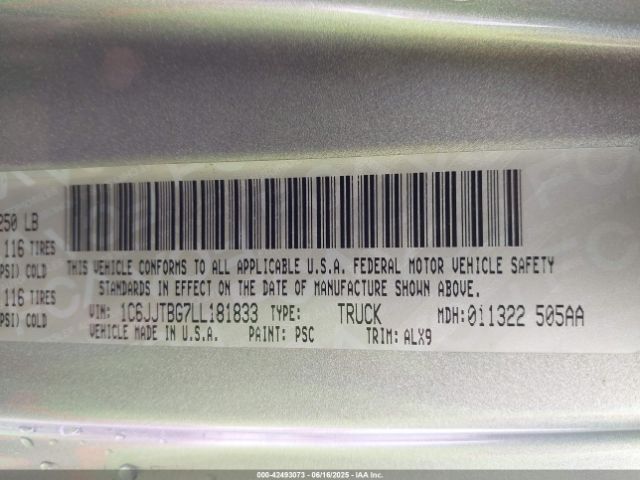 250 LB
116 TIRES
PSI) COLD
116 TIRES
PSI) COLD
THIS VEHICLE CONFORMS TO ALL APPLICABLE U.S.A. FEDERAL MOTOR VEHICLE SAFETY
STANDARDS IN EFFECT ON THE DATE OF MANUFACTURE SHOWN ABOVE.
VIN: 1C6JJTBG7LL181833 TYPE: TRUCK MDH:011322 505AA
VEHICLE MADE IN U.S.A. PAINT: PSC TRIM: ALX9
000-42493073 - 06/16/2025 - IAAI.com